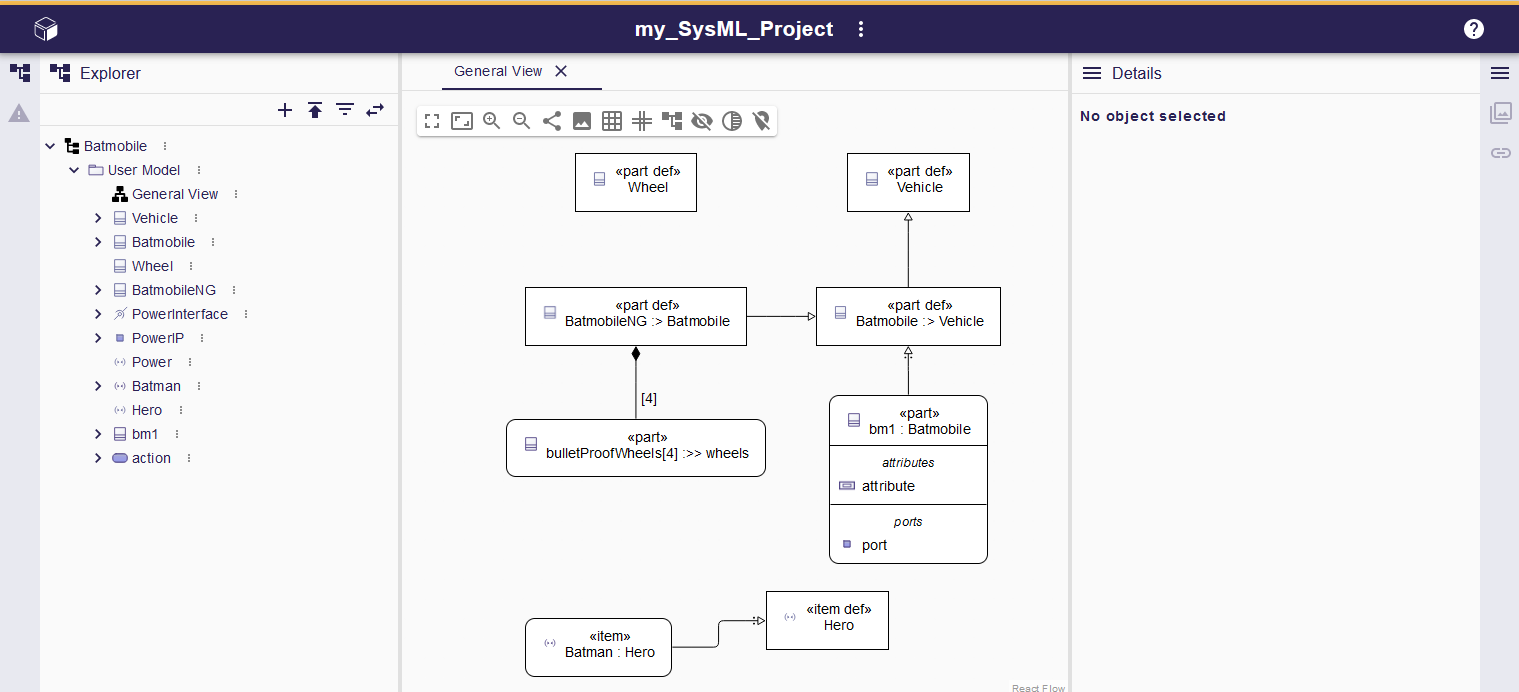 my_SysML_Project
Explorer
Batmobile
User Model
General View
Vehicle
Batmobile
Wheel
BatmobileNG
PowerInterface
PowerIP
Power
Batman
Hero
bm1
action
General View
«part def»
Wheel
«part def»
Vehicle
«part def»
BatmobileNG :> Batmobile
«part def»
Batmobile :> Vehicle
[4]
«part»
bulletProofWheels[4] :>> wheels
«part»
bm1 : Batmobile
attributes
attribute
ports
port
«item»
Batman : Hero
«item def»
Hero
React Flow
Details
No object selected